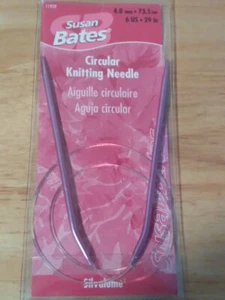 Susan
Bates®
4.0 mm • 73.5 cm
6 US • 29 in
Circular
Knitting Needle
Aiguille circulaire
Aguja circular
Silvalume®